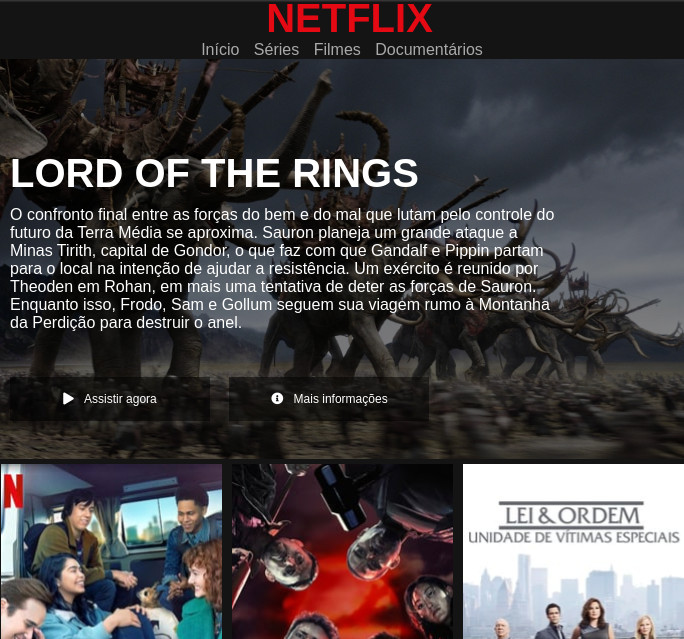 NETFLIX
Início Séries Filmes Documentários
LORD OF THE RINGS
O confronto final entre as forças do bem e do mal que lutam pelo controle do
futuro da Terra Média se aproxima. Sauron planeja um grande ataque a
Minas Tirith, capital de Gondor, o que faz com que Gandalf e Pippin partam
para o local na intenção de ajudar a resistência. Um exército é reunido por
Theoden em Rohan, em mais uma tentativa de deter as forças de Sauron.
Enquanto isso, Frodo, Sam e Gollum seguem sua viagem rumo à Montanha
da Perdição para destruir o anel.
Assistir agora
Mais informações
N
LEI & ORDEM
UNIDADE DE VÍTIMAS ESPECIAIS